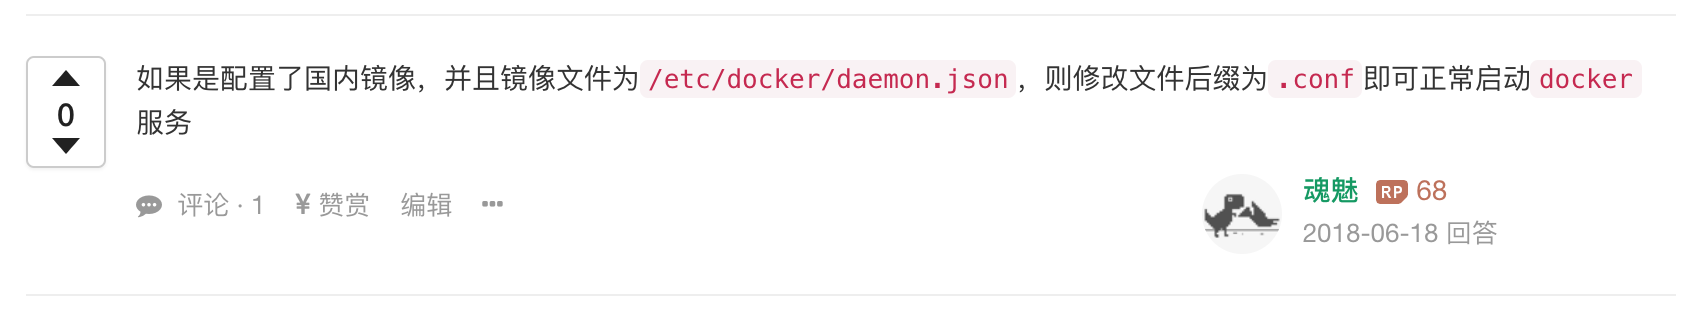 如果是配置了国内镜像，并且镜像文件为 /etc/docker/daemon.json ，则修改文件后缀为 .conf 即可正常启动 docker
服务
0
评论 · 1 ¥ 赞赏 编辑 •••
魂魅 RP 68
2018-06-18 回答